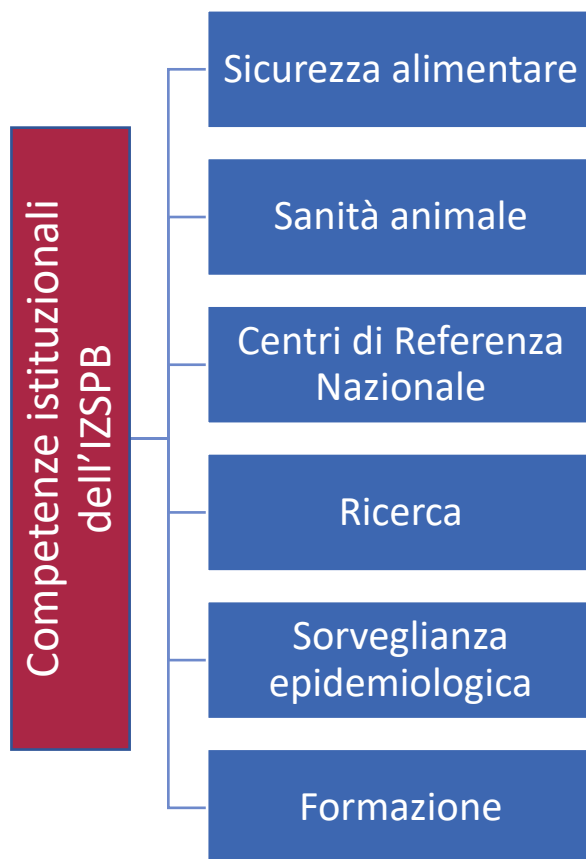 Competenze istituzionali
dell'IZSPB
Sicurezza alimentare
Sanità animale
Centri di Referenza
Nazionale
Ricerca
Sorveglianza
epidemiologica
Formazione